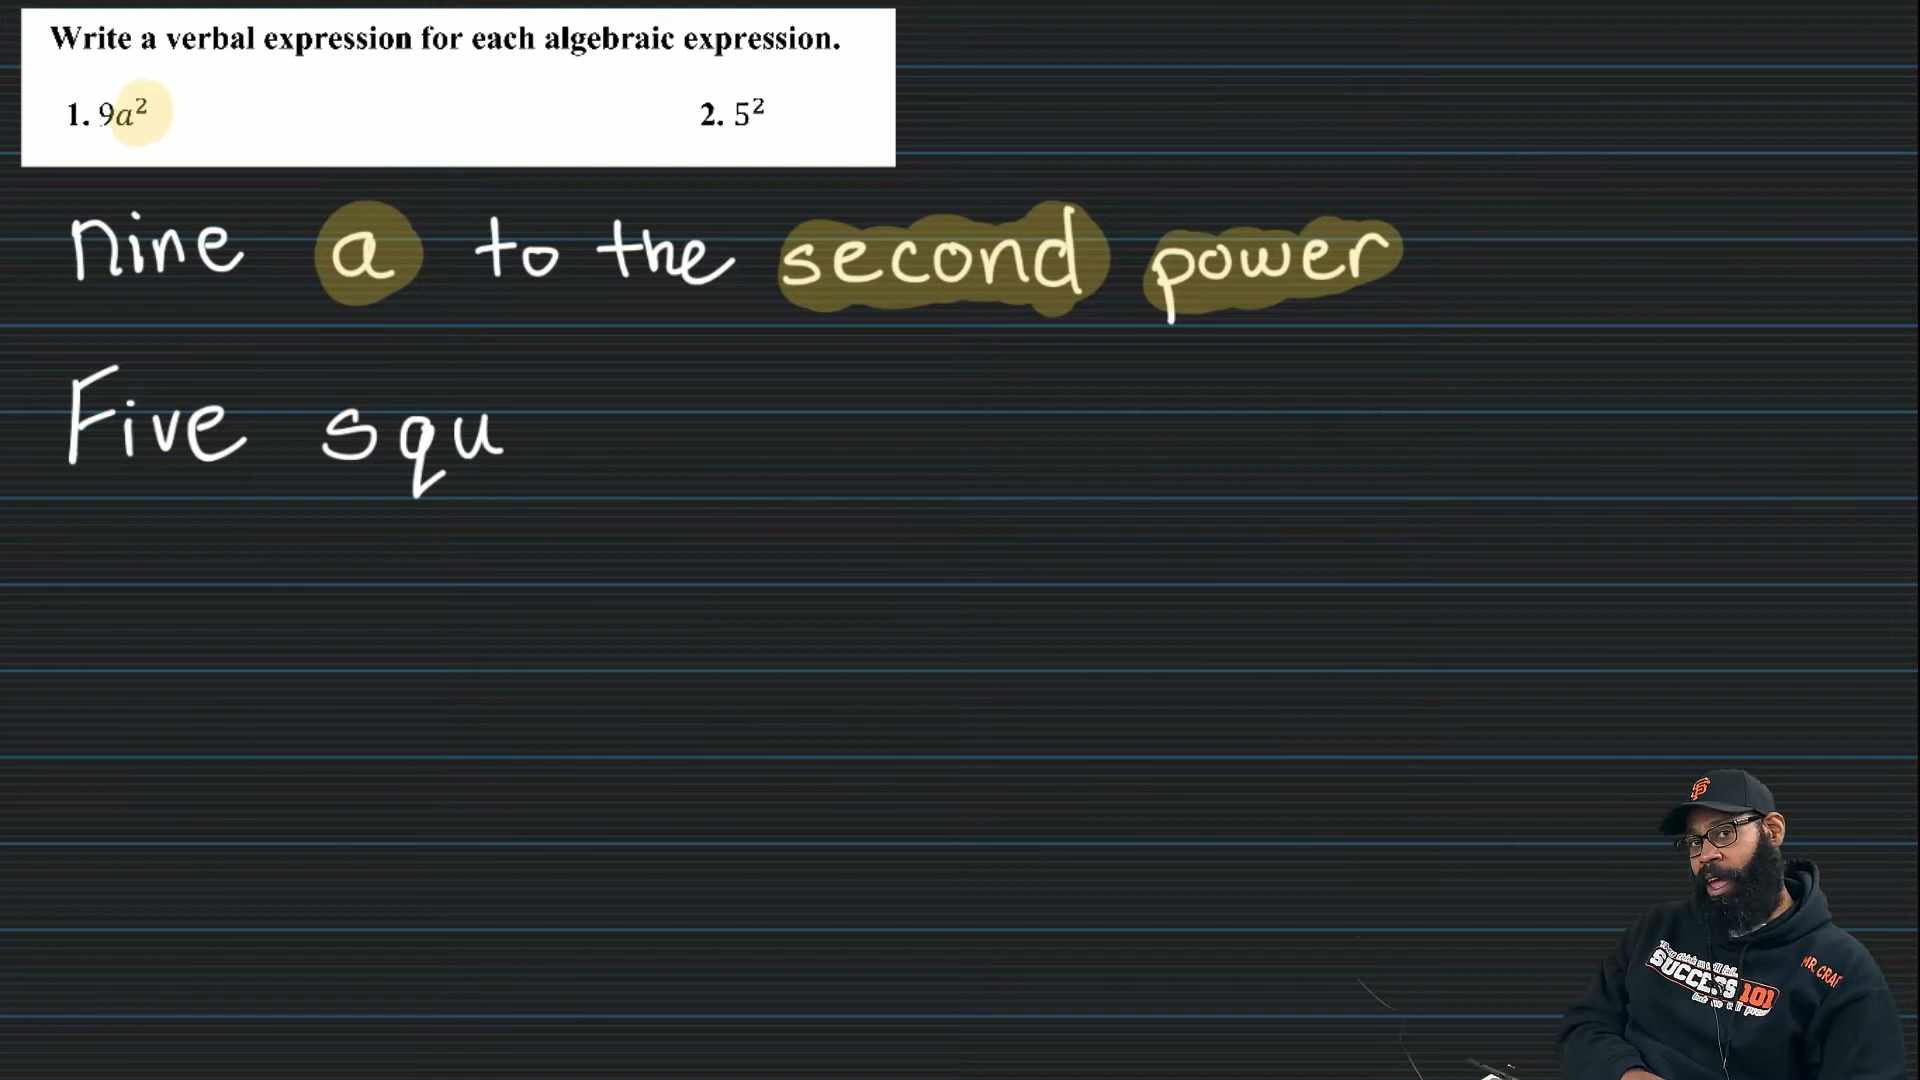 Write a verbal expression for each algebraic expression.
1. 9a² 2. 5²
nine a to the second power
Five squ
SF
SUCCESS 101
MR. CRA